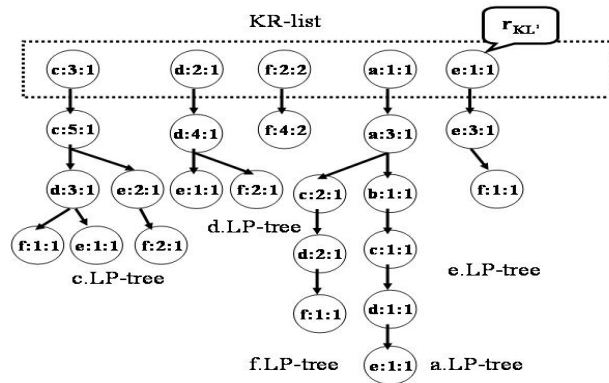 KR-list
r_KL'
c:3:1 d:2:1 f:2:2 a:1:1 e:1:1
c:5:1 d:4:1 f:4:2 a:3:1 e:3:1
d:3:1 e:2:1 e:1:1 f:2:1 c:2:1 b:1:1 f:1:1
d.LP-tree
f:1:1 e:1:1 f:2:1 d:2:1 c:1:1
c.LP-tree e.LP-tree
f:1:1 d:1:1
f.LP-tree e:1:1 a.LP-tree